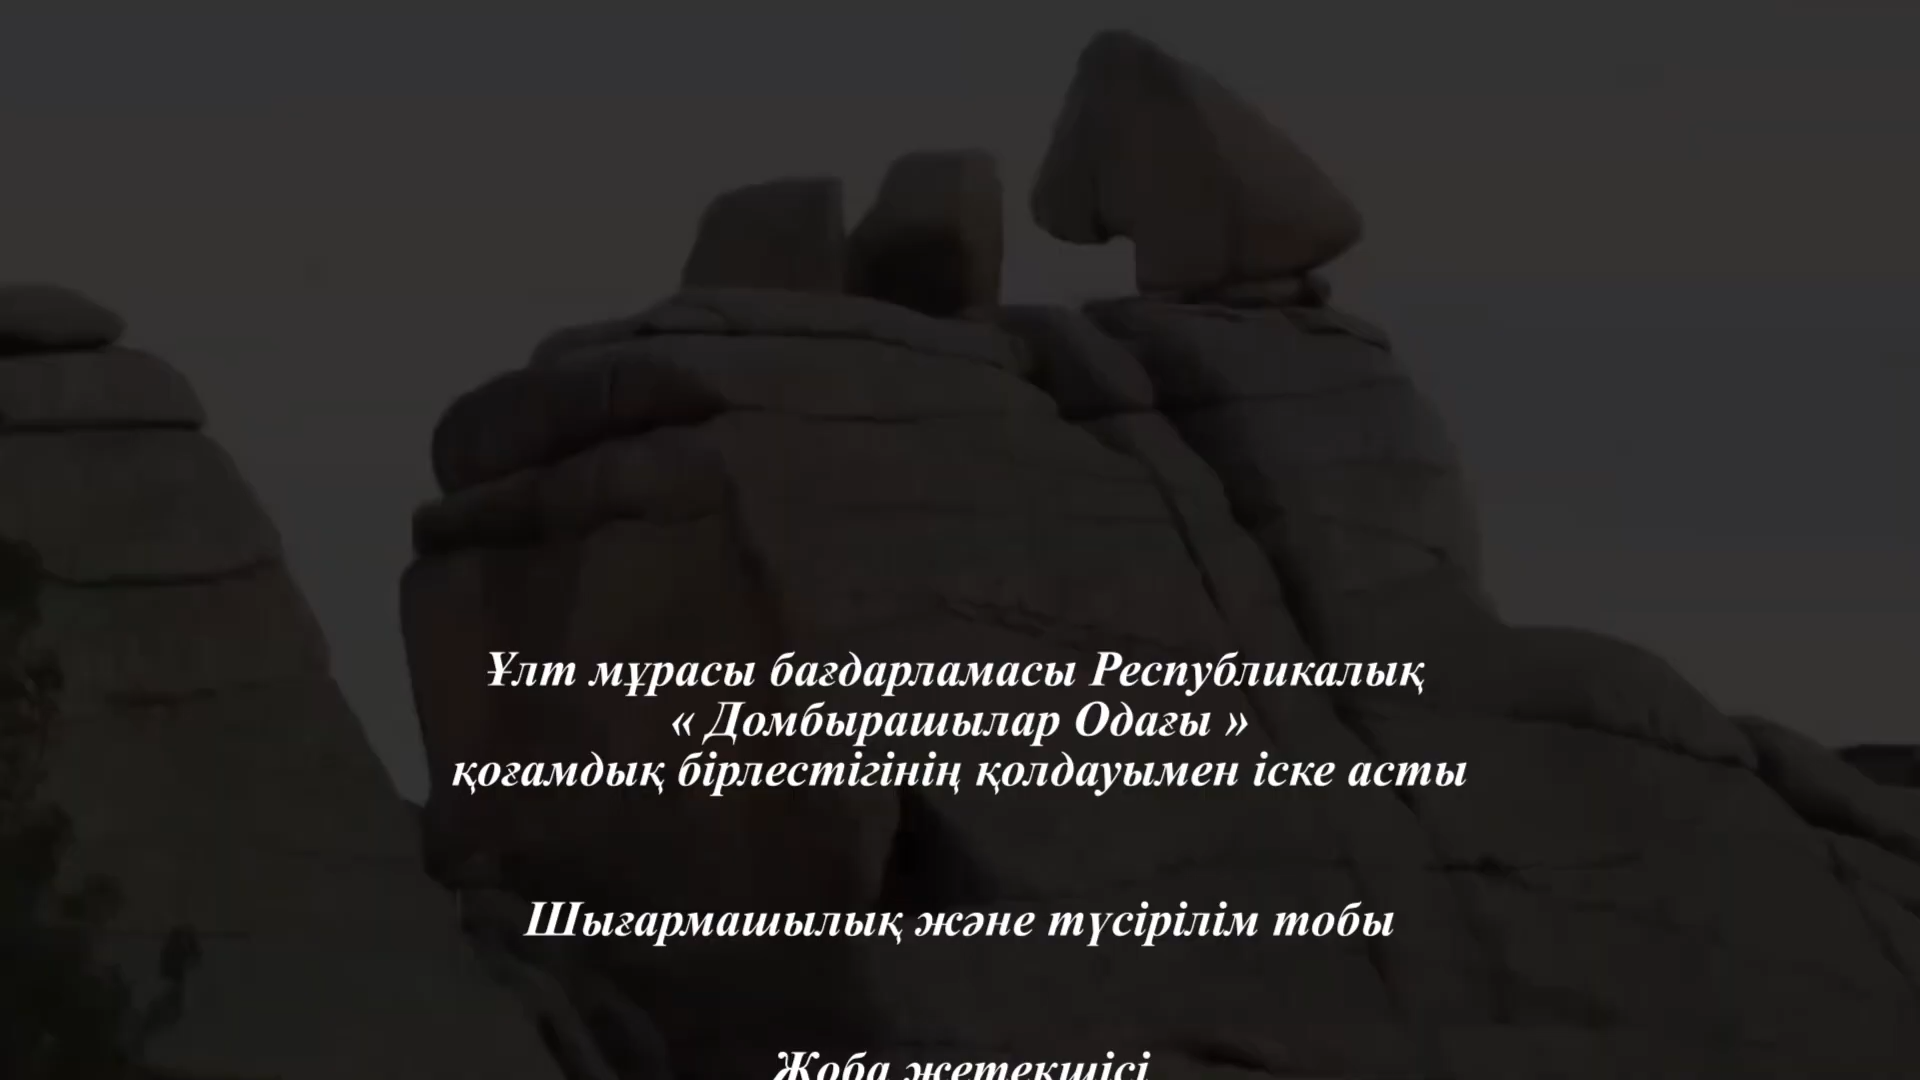 Ұлт мұрасы бағдарламасы Республикалық
« Домбырашылар Одағы »
қоғамдық бірлестігінің қолдауымен іске асты
Шығармашылық және түсірілім тобы
Жоба жетекшісі